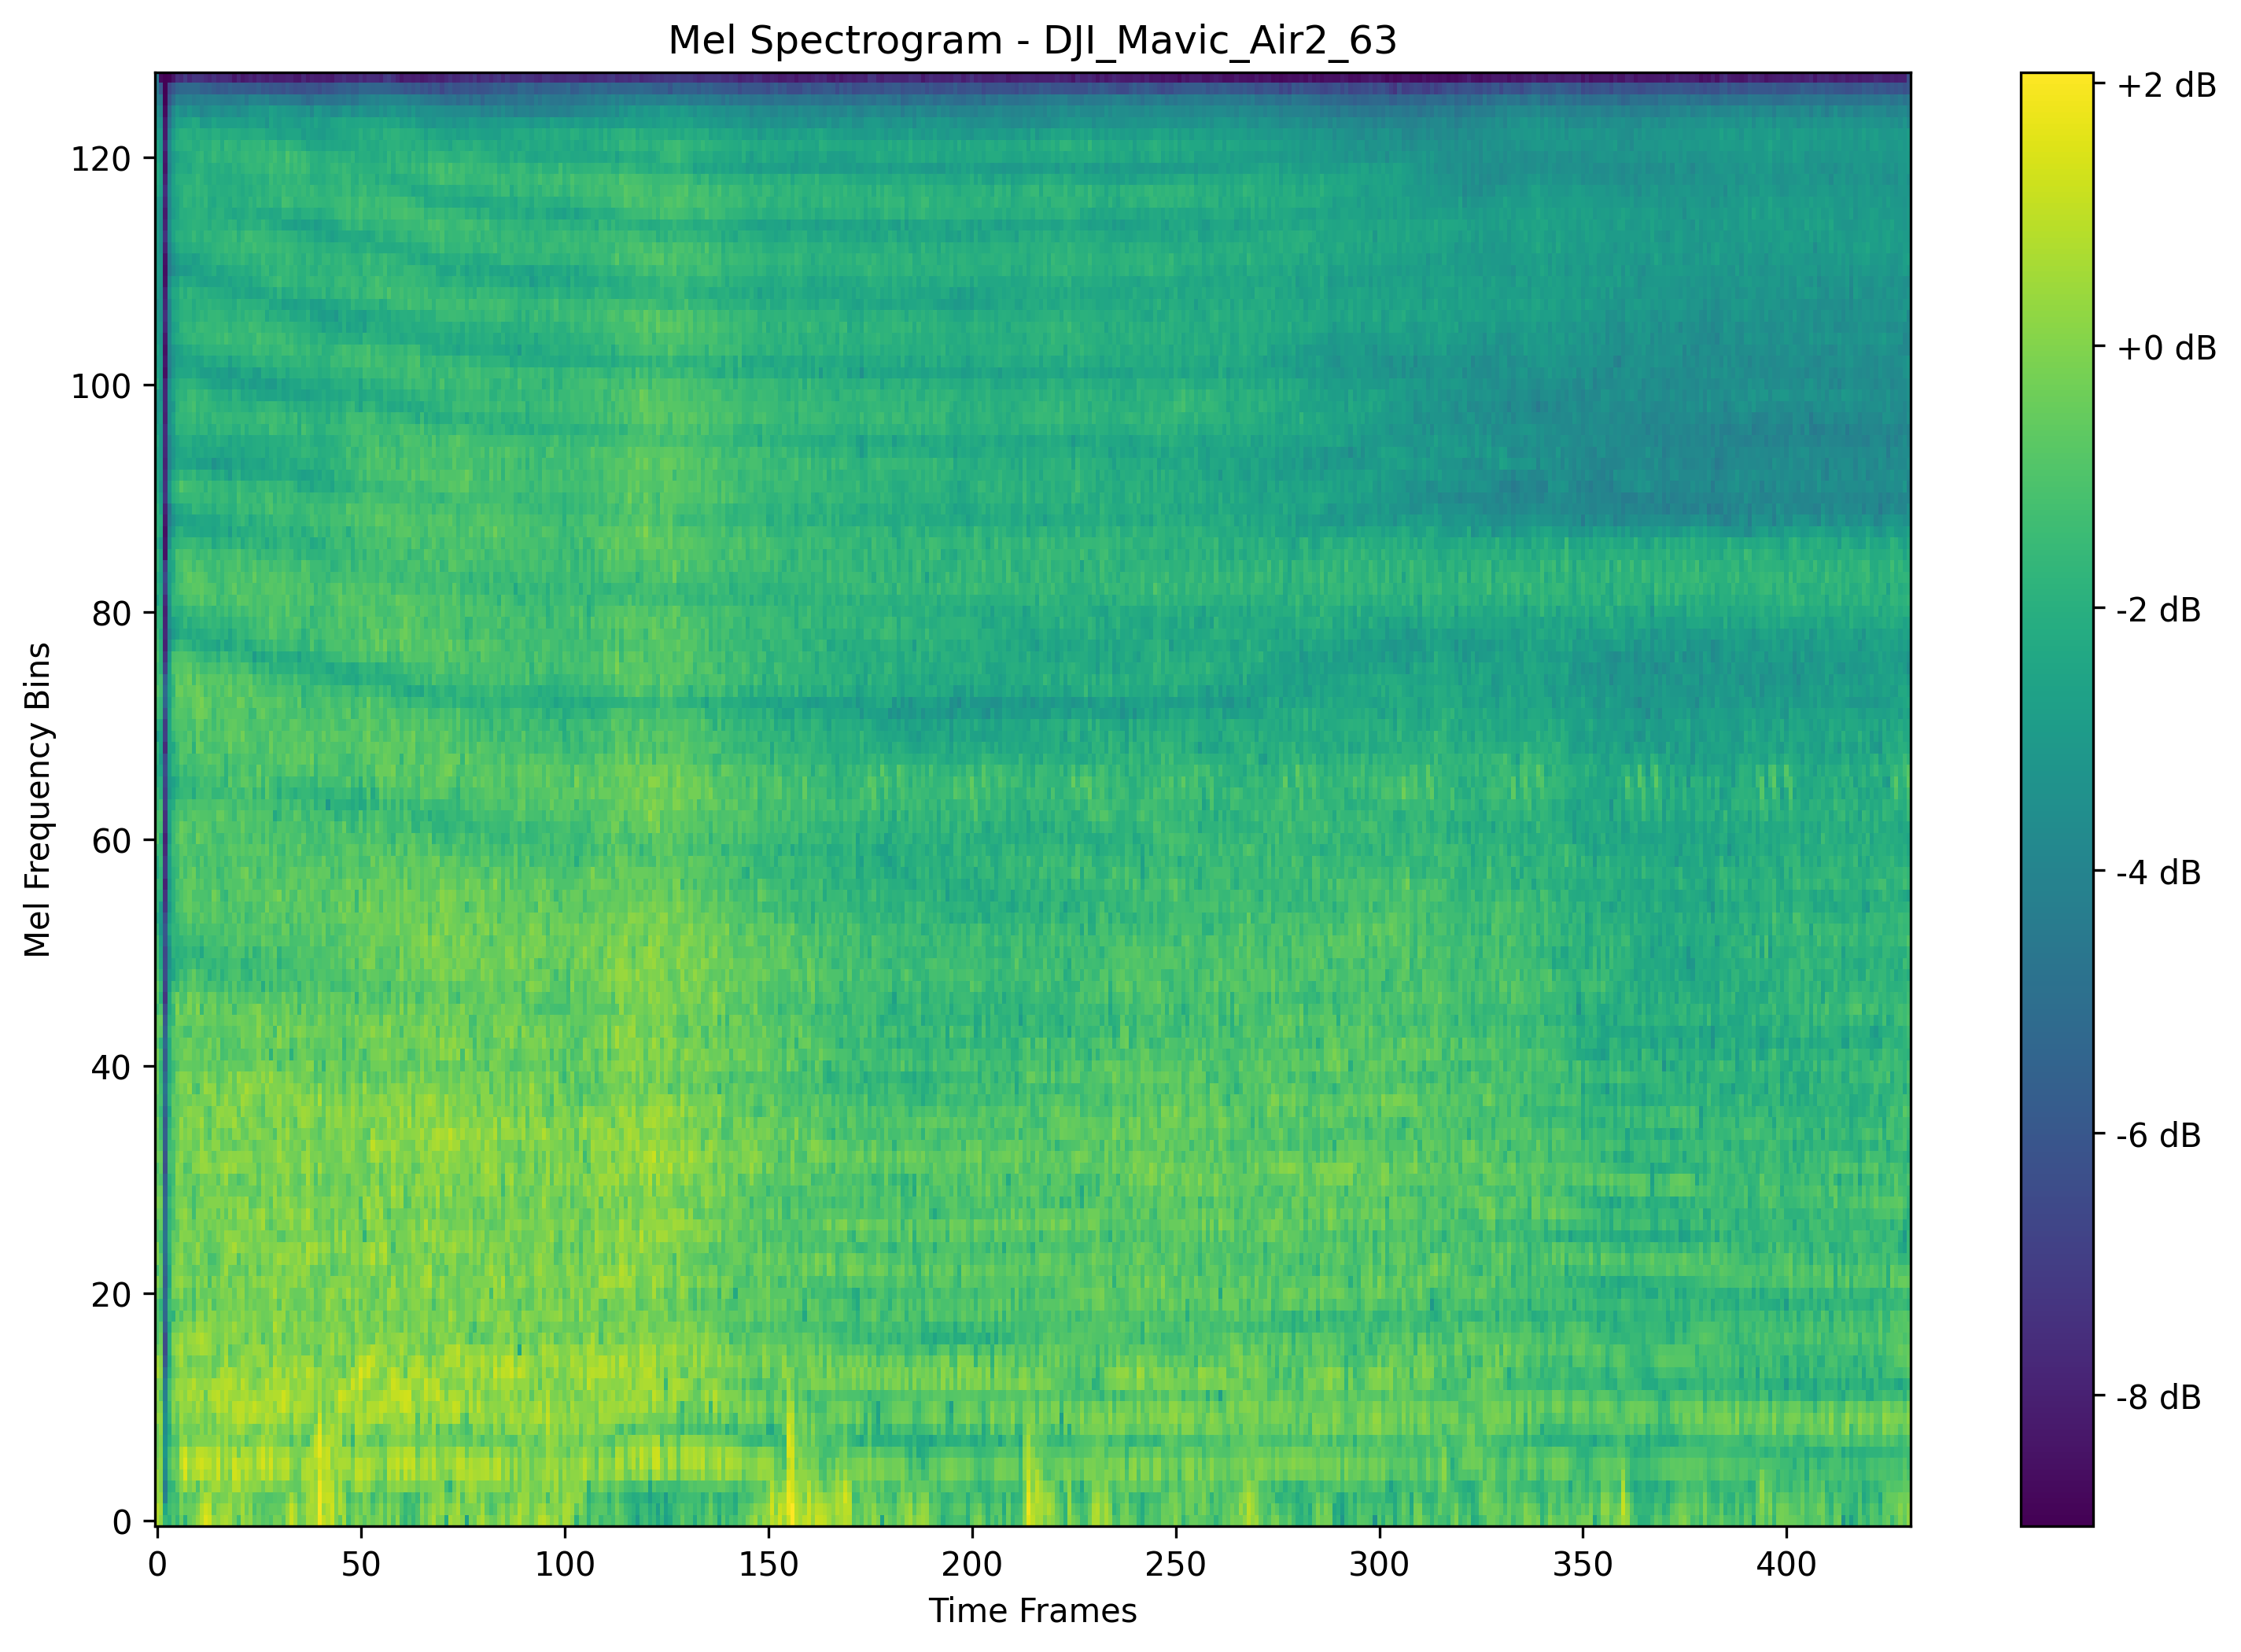 Mel Spectrogram - DJI_Mavic_Air2_63
Mel Frequency Bins
120
100
80
60
40
20
0
0 50 100 150 200 250 300 350 400
Time Frames
+2 dB
+0 dB
-2 dB
-4 dB
-6 dB
-8 dB